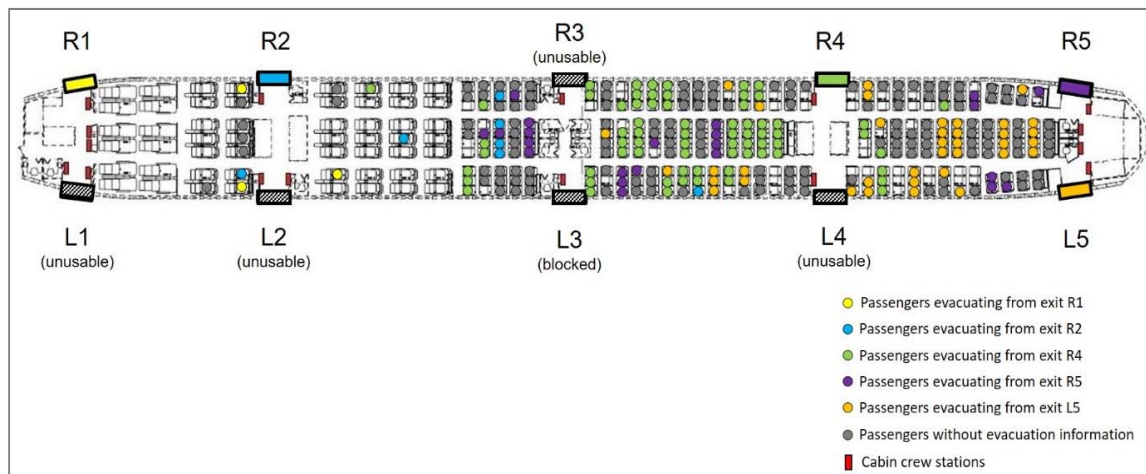 R1 R2 R3 R4 R5
(unusable)
L1 L2 L3 L4 L5
(unusable) (unusable) (blocked) (unusable)
Passengers evacuating from exit R1
Passengers evacuating from exit R2
Passengers evacuating from exit R4
Passengers evacuating from exit R5
Passengers evacuating from exit L5
Passengers without evacuation information
Cabin crew stations